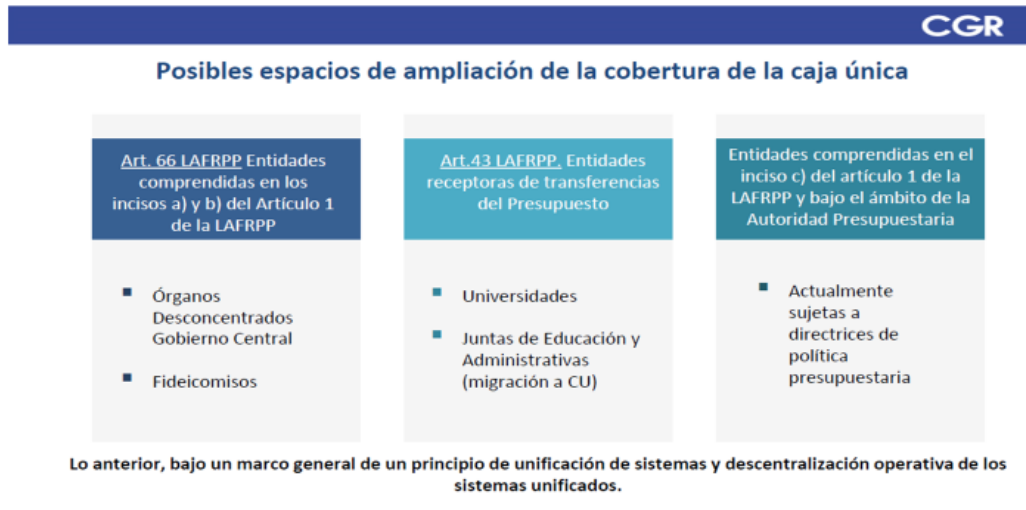 CGR
Posibles espacios de ampliación de la cobertura de la caja única
Art. 66 LAFRPP Entidades
comprendidas en los
incisos a) y b) del Artículo 1
de la LAFRPP
▪ Órganos
Desconcentrados
Gobierno Central
▪ Fideicomisos
Art.43 LAFRPP. Entidades
receptoras de transferencias
del Presupuesto
▪ Universidades
▪ Juntas de Educación y
Administrativas
(migración a CU)
Entidades comprendidas en el
inciso c) del artículo 1 de la
LAFRPP y bajo el ámbito de la
Autoridad Presupuestaria
▪ Actualmente
sujetas a
directrices de
política
presupuestaria
Lo anterior, bajo un marco general de un principio de unificación de sistemas y descentralización operativa de los
sistemas unificados.